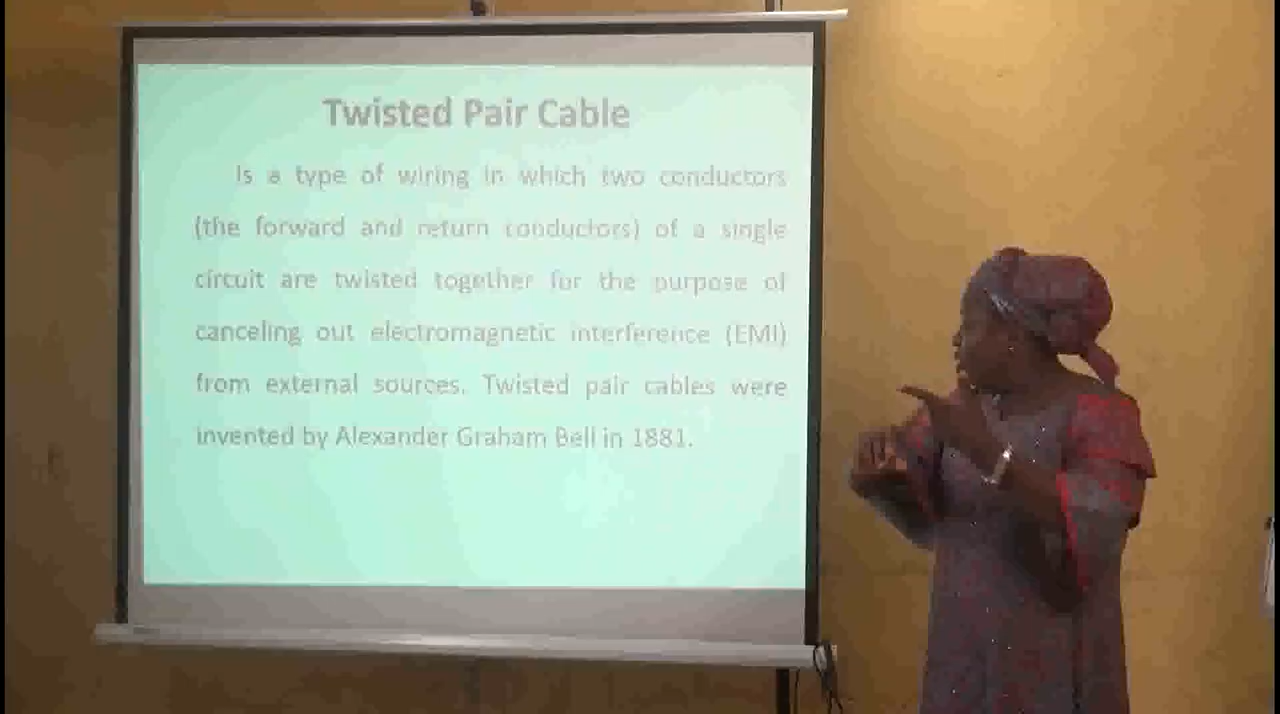 Twisted Pair Cable
Is a type of wiring in which two conductors
(the forward and return conductors) of a single
circuit are twisted together for the purpose of
canceling out electromagnetic interference (EMI)
from external sources. Twisted pair cables were
invented by Alexander Graham Bell in 1881.